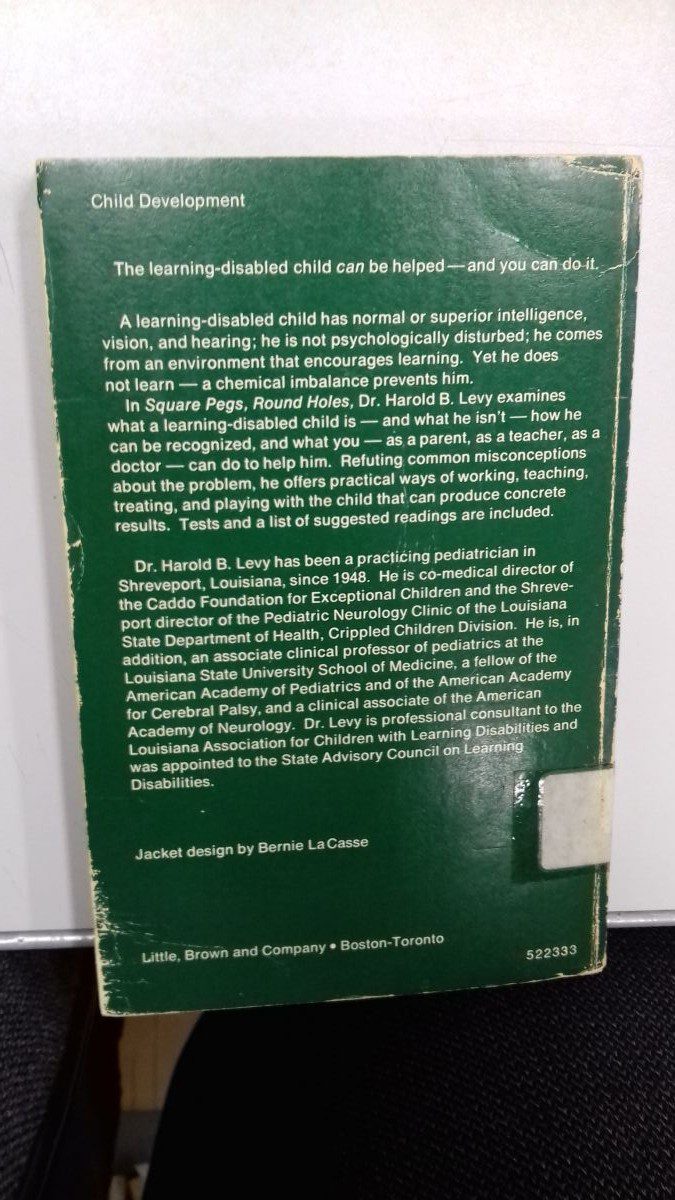 Child Development
The learning-disabled child can be helped — and you can do it.
A learning-disabled child has normal or superior intelligence,
vision, and hearing; he is not psychologically disturbed; he comes
from an environment that encourages learning. Yet he does
not learn — a chemical imbalance prevents him.
In Square Pegs, Round Holes, Dr. Harold B. Levy examines
what a learning-disabled child is — and what he isn't — how he
can be recognized, and what you — as a parent, as a teacher, as a
doctor — can do to help him. Refuting common misconceptions
about the problem, he offers practical ways of working, teaching,
treating, and playing with the child that can produce concrete
results. Tests and a list of suggested readings are included.
Dr. Harold B. Levy has been a practicing pediatrician in
Shreveport, Louisiana, since 1948. He is co-medical director of
the Caddo Foundation for Exceptional Children and the Shreve-
port director of the Pediatric Neurology Clinic of the Louisiana
State Department of Health, Crippled Children Division. He is, in
addition, an associate clinical professor of pediatrics at the
Louisiana State University School of Medicine, a fellow of the
American Academy of Pediatrics and of the American Academy
for Cerebral Palsy, and a clinical associate of the American
Academy of Neurology. Dr. Levy is professional consultant to the
Louisiana Association for Children with Learning Disabilities and
was appointed to the State Advisory Council on Learning
Disabilities.
Jacket design by Bernie LaCasse
Little, Brown and Company • Boston-Toronto
522333